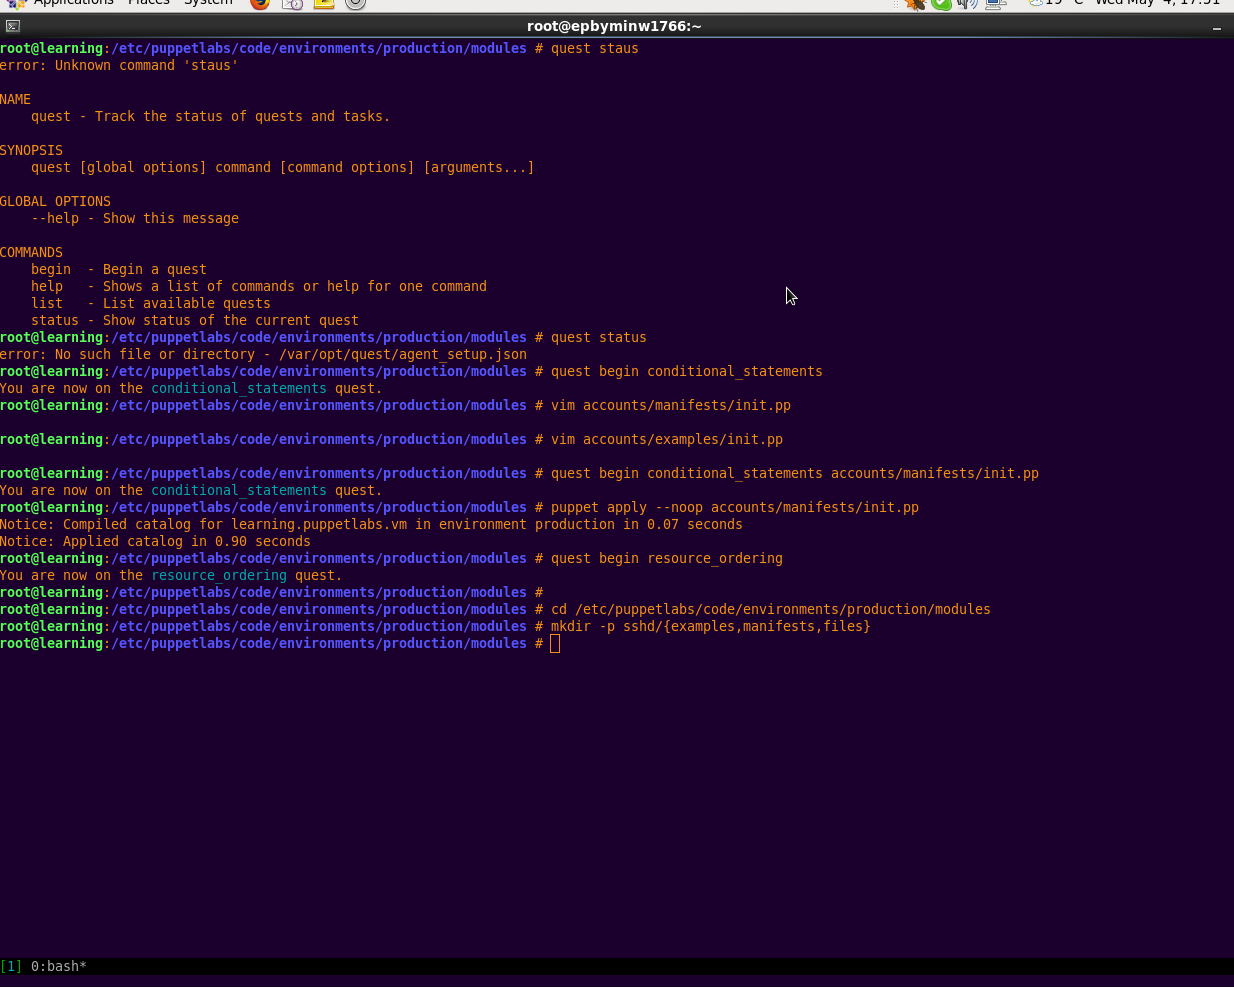 Applications Places System 19 °C Wed May 4, 17:51
root@epbyminw1766:~
root@learning:/etc/puppetlabs/code/environments/production/modules # quest staus
error: Unknown command 'staus'
NAME
quest - Track the status of quests and tasks.
SYNOPSIS
quest [global options] command [command options] [arguments...]
GLOBAL OPTIONS
--help - Show this message
COMMANDS
begin - Begin a quest
help - Shows a list of commands or help for one command
list - List available quests
status - Show status of the current quest
root@learning:/etc/puppetlabs/code/environments/production/modules # quest status
error: No such file or directory - /var/opt/quest/agent_setup.json
root@learning:/etc/puppetlabs/code/environments/production/modules # quest begin conditional_statements
You are now on the conditional_statements quest.
root@learning:/etc/puppetlabs/code/environments/production/modules # vim accounts/manifests/init.pp
root@learning:/etc/puppetlabs/code/environments/production/modules # vim accounts/examples/init.pp
root@learning:/etc/puppetlabs/code/environments/production/modules # quest begin conditional_statements accounts/manifests/init.pp
You are now on the conditional_statements quest.
root@learning:/etc/puppetlabs/code/environments/production/modules # puppet apply --noop accounts/manifests/init.pp
Notice: Compiled catalog for learning.puppetlabs.vm in environment production in 0.07 seconds
Notice: Applied catalog in 0.90 seconds
root@learning:/etc/puppetlabs/code/environments/production/modules # quest begin resource_ordering
You are now on the resource_ordering quest.
root@learning:/etc/puppetlabs/code/environments/production/modules #
root@learning:/etc/puppetlabs/code/environments/production/modules # cd /etc/puppetlabs/code/environments/production/modules
root@learning:/etc/puppetlabs/code/environments/production/modules # mkdir -p sshd/{examples,manifests,files}
root@learning:/etc/puppetlabs/code/environments/production/modules #
[1] 0:bash*